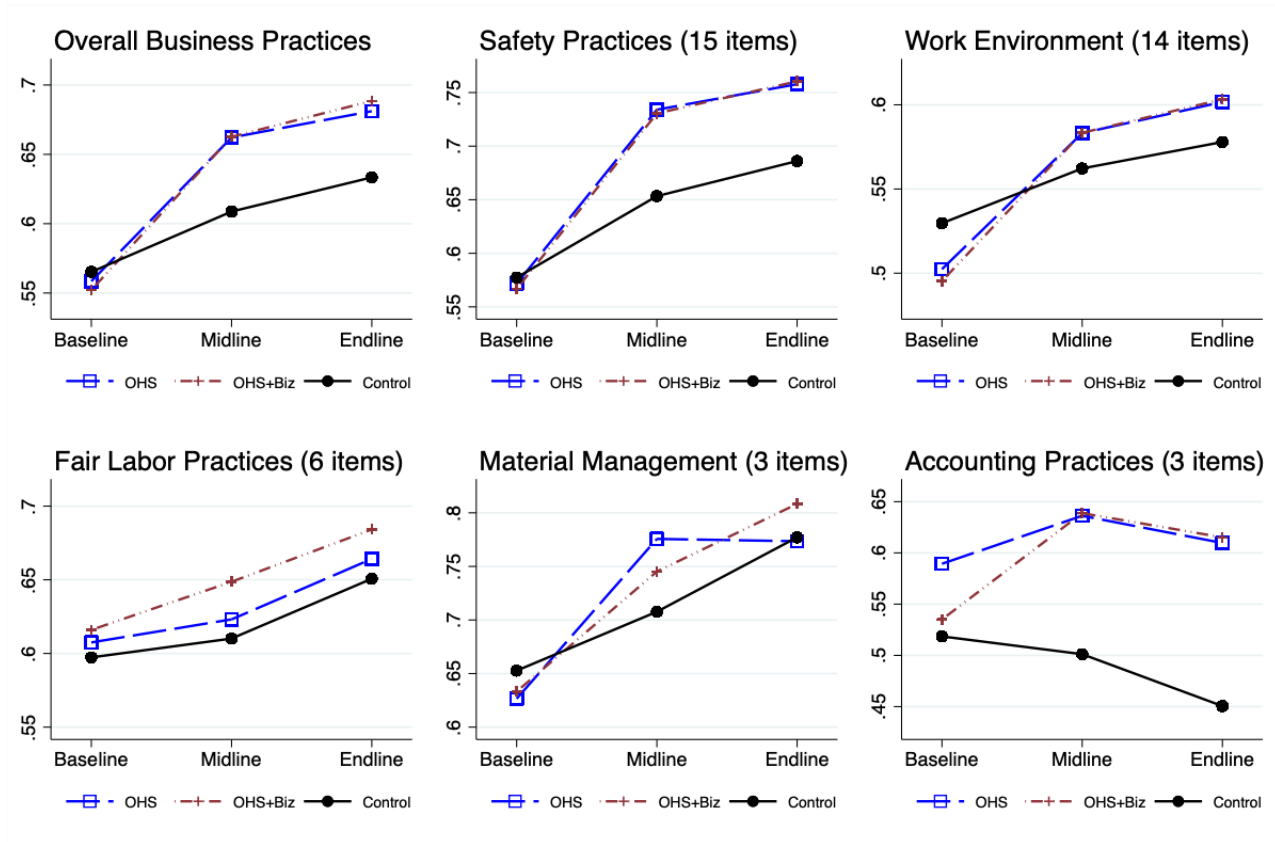 Overall Business Practices
.7
.65
.6
.55
Baseline Midline Endline
OHS OHS+Biz Control
Safety Practices (15 items)
.75
.7
.65
.6
.55
Baseline Midline Endline
OHS OHS+Biz Control
Work Environment (14 items)
.6
.55
.5
Baseline Midline Endline
OHS OHS+Biz Control
Fair Labor Practices (6 items)
.7
.65
.6
.55
Baseline Midline Endline
OHS OHS+Biz Control
Material Management (3 items)
.8
.75
.7
.65
.6
Baseline Midline Endline
OHS OHS+Biz Control
Accounting Practices (3 items)
.65
.6
.55
.5
.45
Baseline Midline Endline
OHS OHS+Biz Control